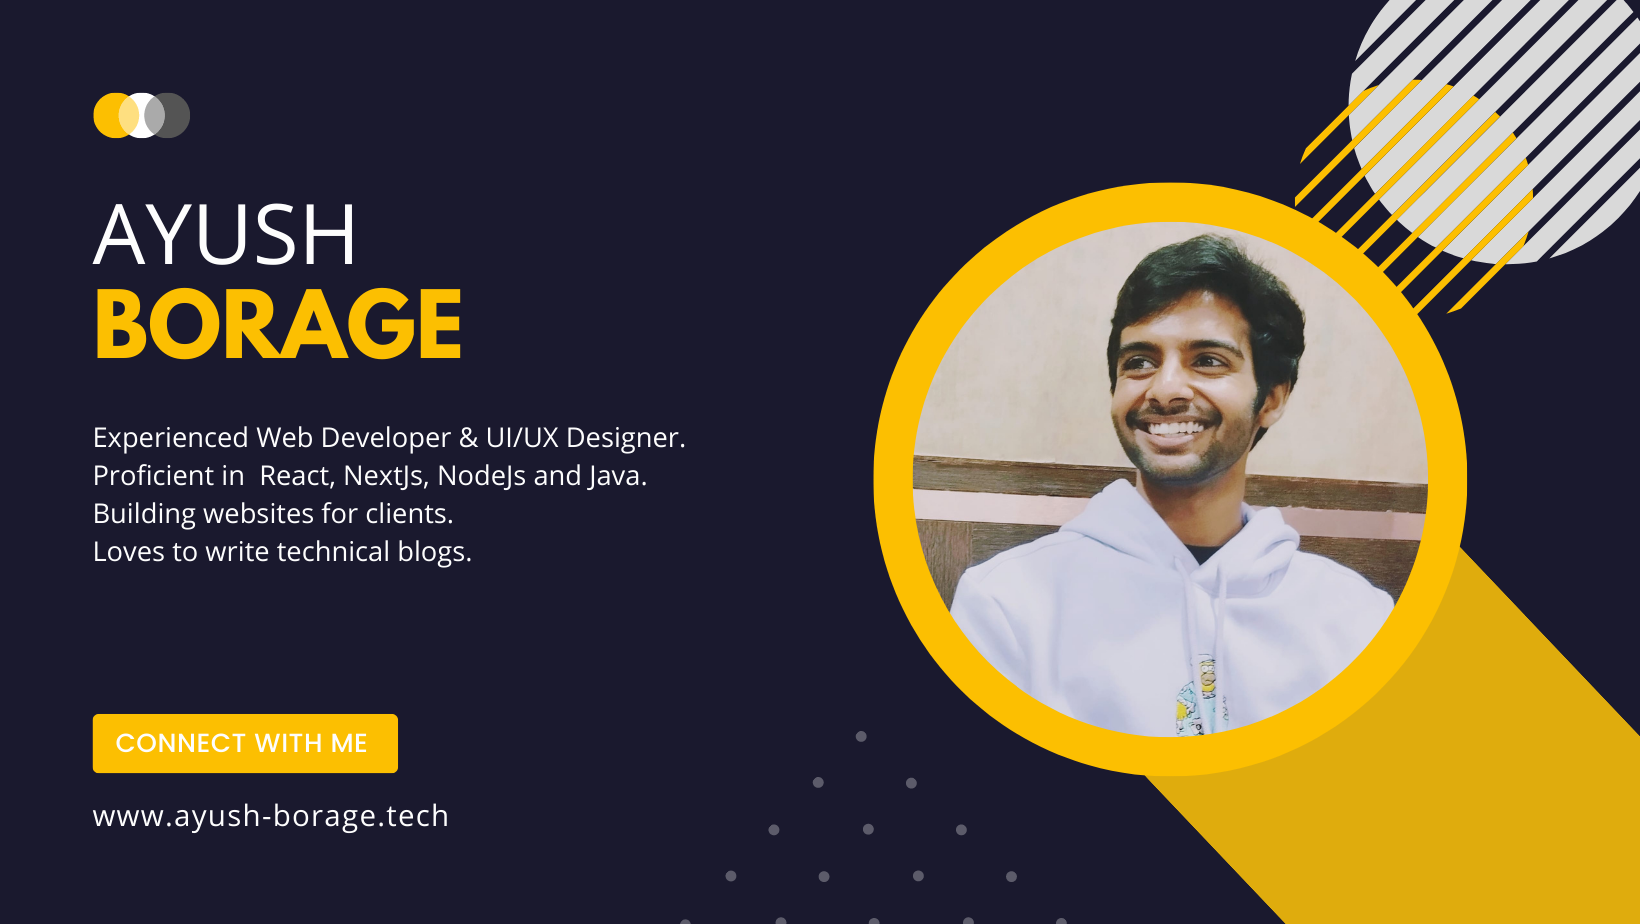 AYUSH
BORAGE
Experienced Web Developer & UI/UX Designer.
Proficient in  React, NextJs, NodeJs and Java.
Building websites for clients.
Loves to write technical blogs.
CONNECT WITH ME
www.ayush-borage.tech